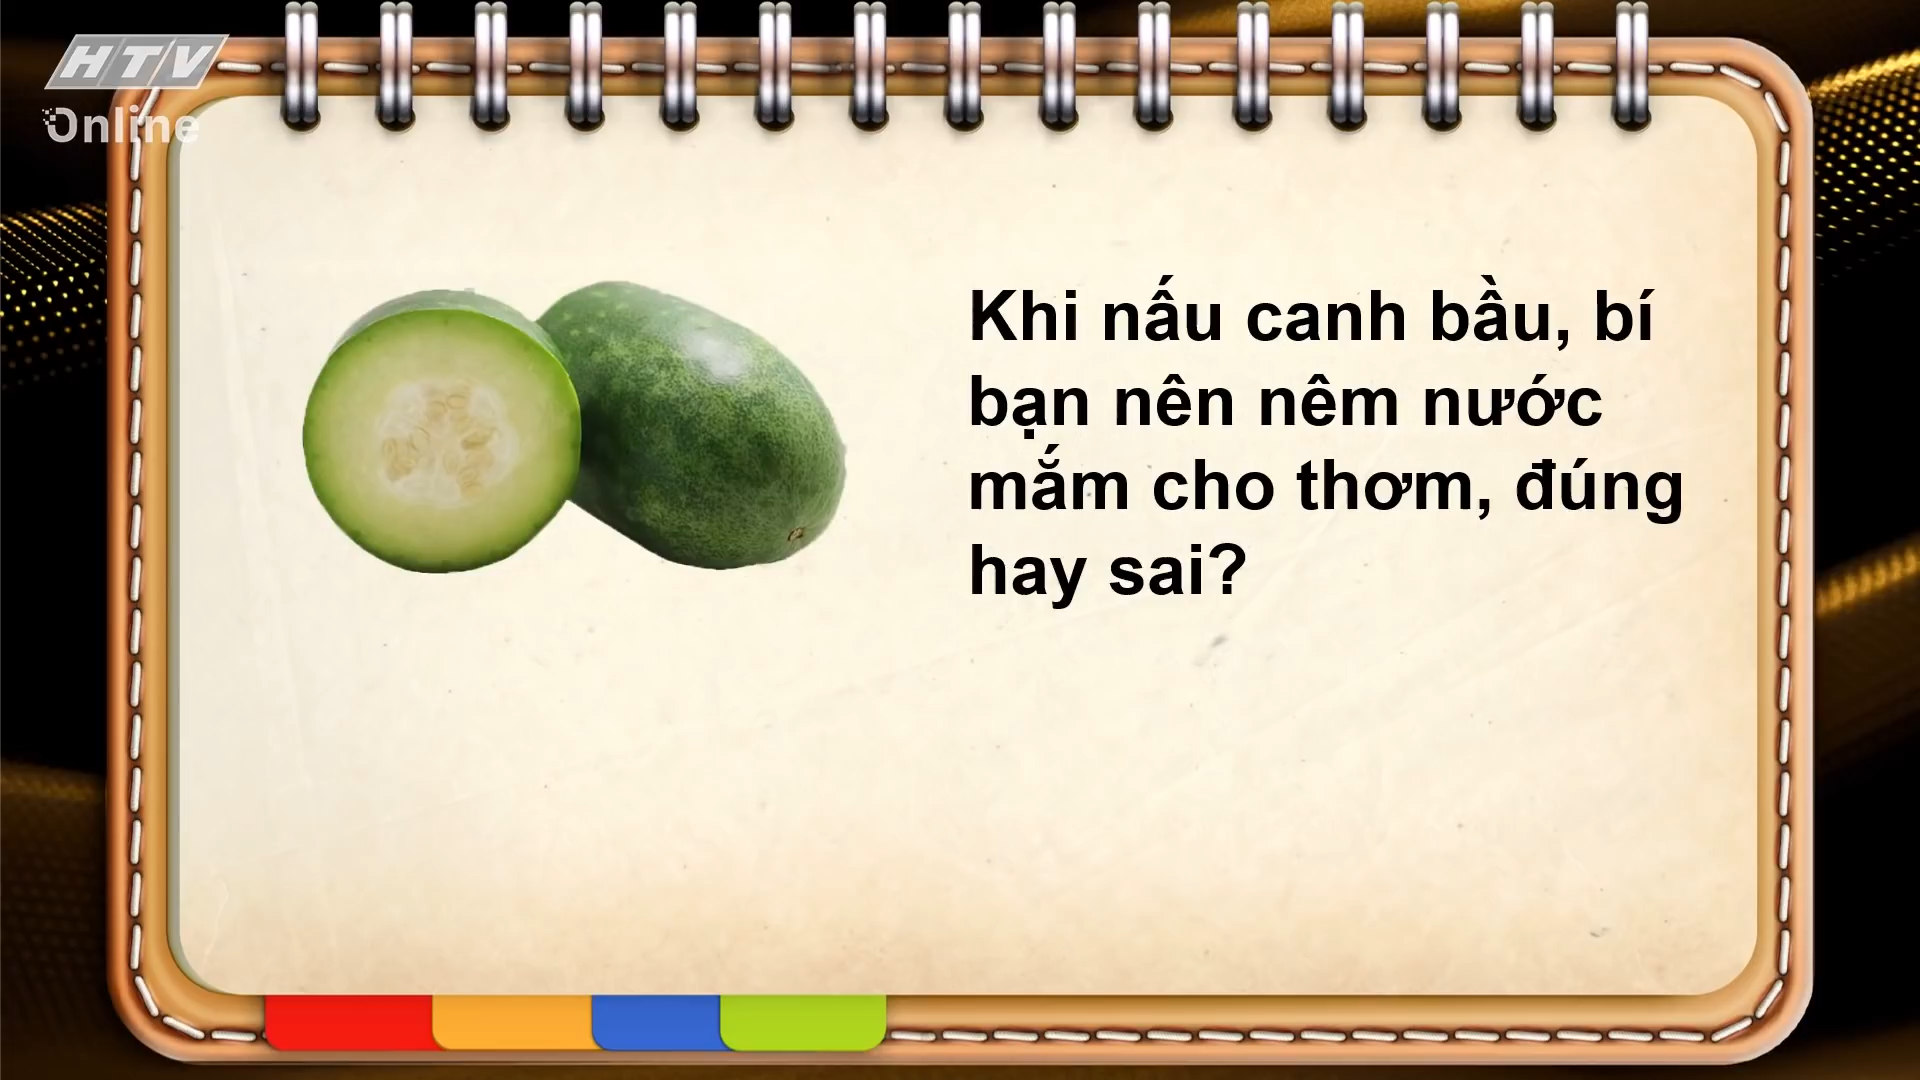 HTV
Online
Khi nấu canh bầu, bí
bạn nên nêm nước
mắm cho thơm, đúng
hay sai?